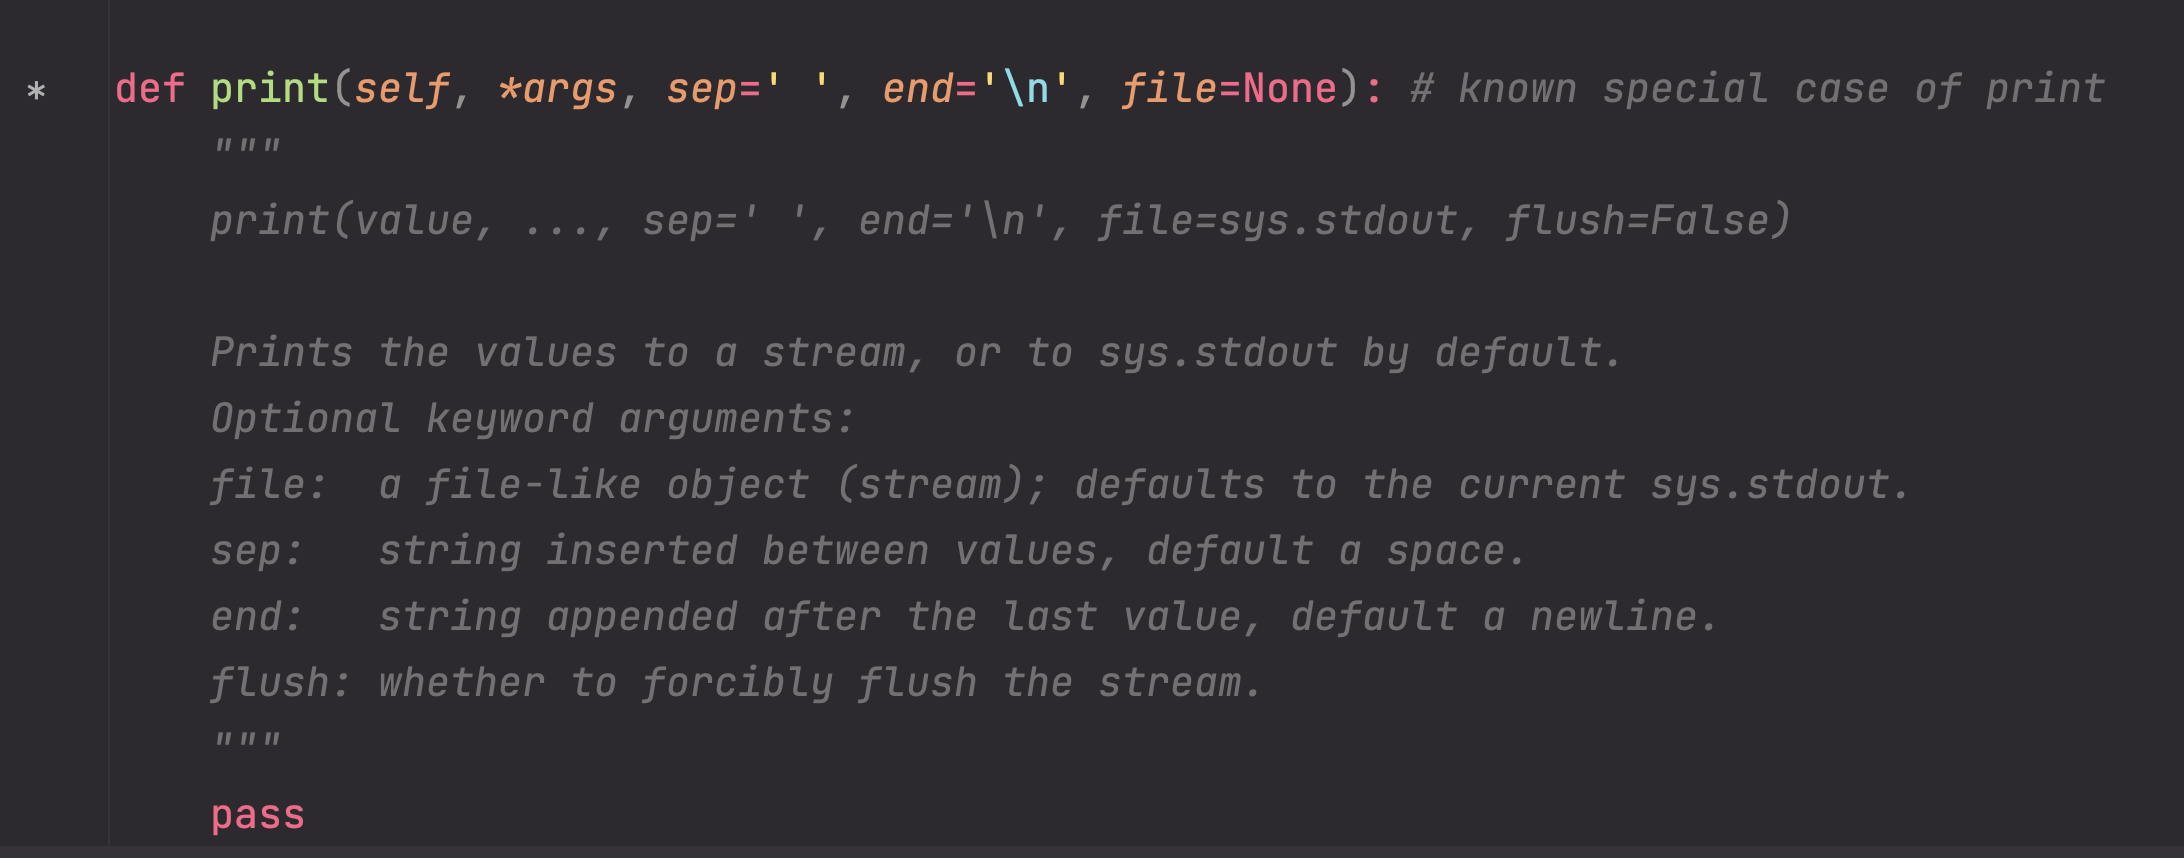 * def print(self, *args, sep=' ', end='\n', file=None): # known special case of print
"""
print(value, ..., sep=' ', end='\n', file=sys.stdout, flush=False)
Prints the values to a stream, or to sys.stdout by default.
Optional keyword arguments:
file:  a file-like object (stream); defaults to the current sys.stdout.
sep:   string inserted between values, default a space.
end:   string appended after the last value, default a newline.
flush: whether to forcibly flush the stream.
"""
pass